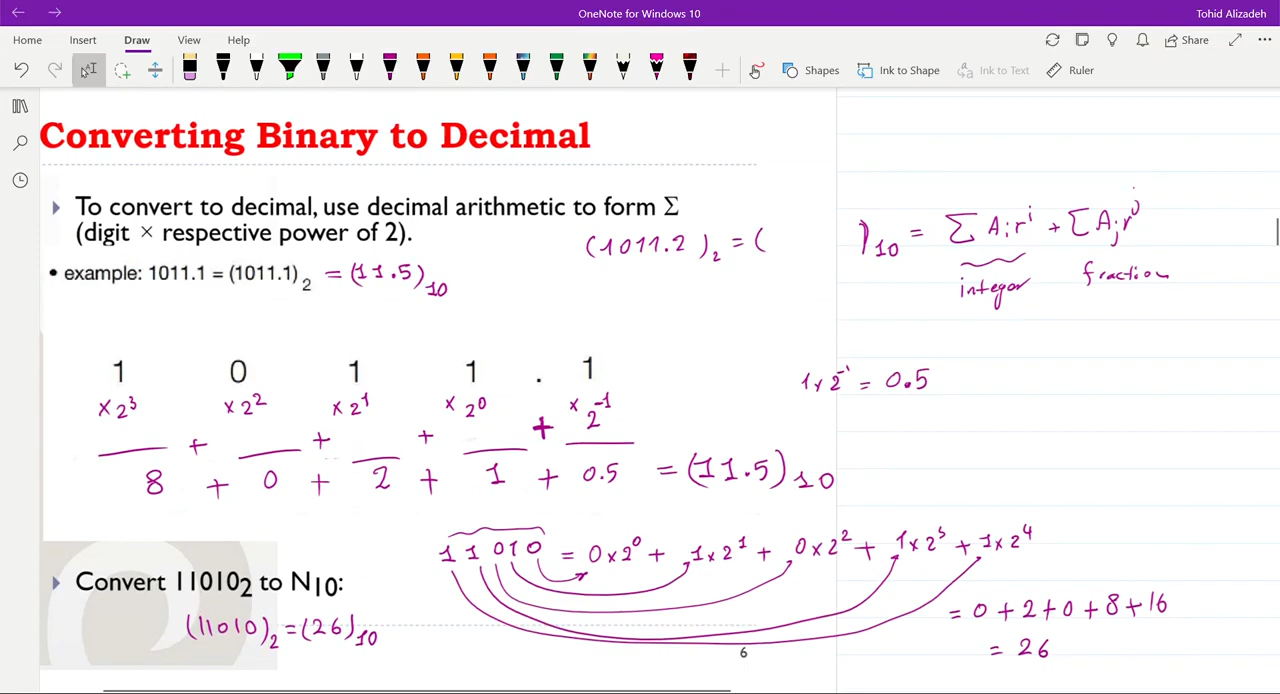 OneNote for Windows 10
Tohid Alizadeh
Home Insert Draw View Help
Shapes Ink to Shape Ink to Text Ruler Share
Converting Binary to Decimal
To convert to decimal, use decimal arithmetic to form Σ
(digit × respective power of 2).
(1011.2)₂ = (
• example: 1011.1 = (1011.1)₂ = (11.5)₁₀
)₁₀ = ∑ Aᵢrⁱ + ∑ Aⱼrʲ
integer fraction
1 0 1 1 . 1
×2³ ×2² ×2¹ ×2⁰ ×2⁻¹
1×2⁻¹ = 0.5
+ + + +
8 + 0 + 2 + 1 + 0.5 = (11.5)₁₀
11010 = 0×2⁰ + 1×2¹ + 0×2² + 1×2³ + 1×2⁴
= 0+2+0+8+16
= 26
Convert 11010₂ to N₁₀:
(11010)₂=(26)₁₀
6